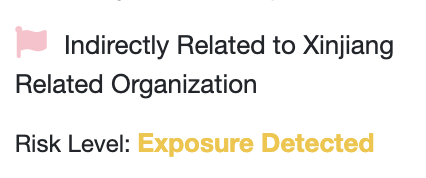 Indirectly Related to Xinjiang
Related Organization
Risk Level: Exposure Detected